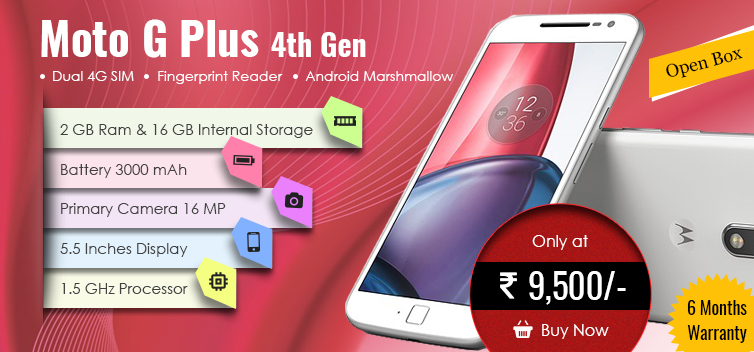 Moto G Plus 4th Gen
• Dual 4G SIM • Fingerprint Reader • Android Marshmallow
Open Box
2 GB Ram & 16 GB Internal Storage
Battery 3000 mAh
Primary Camera 16 MP
5.5 Inches Display
1.5 GHz Processor
12
36
Only at
₹ 9,500/-
Buy Now
6 Months
Warranty